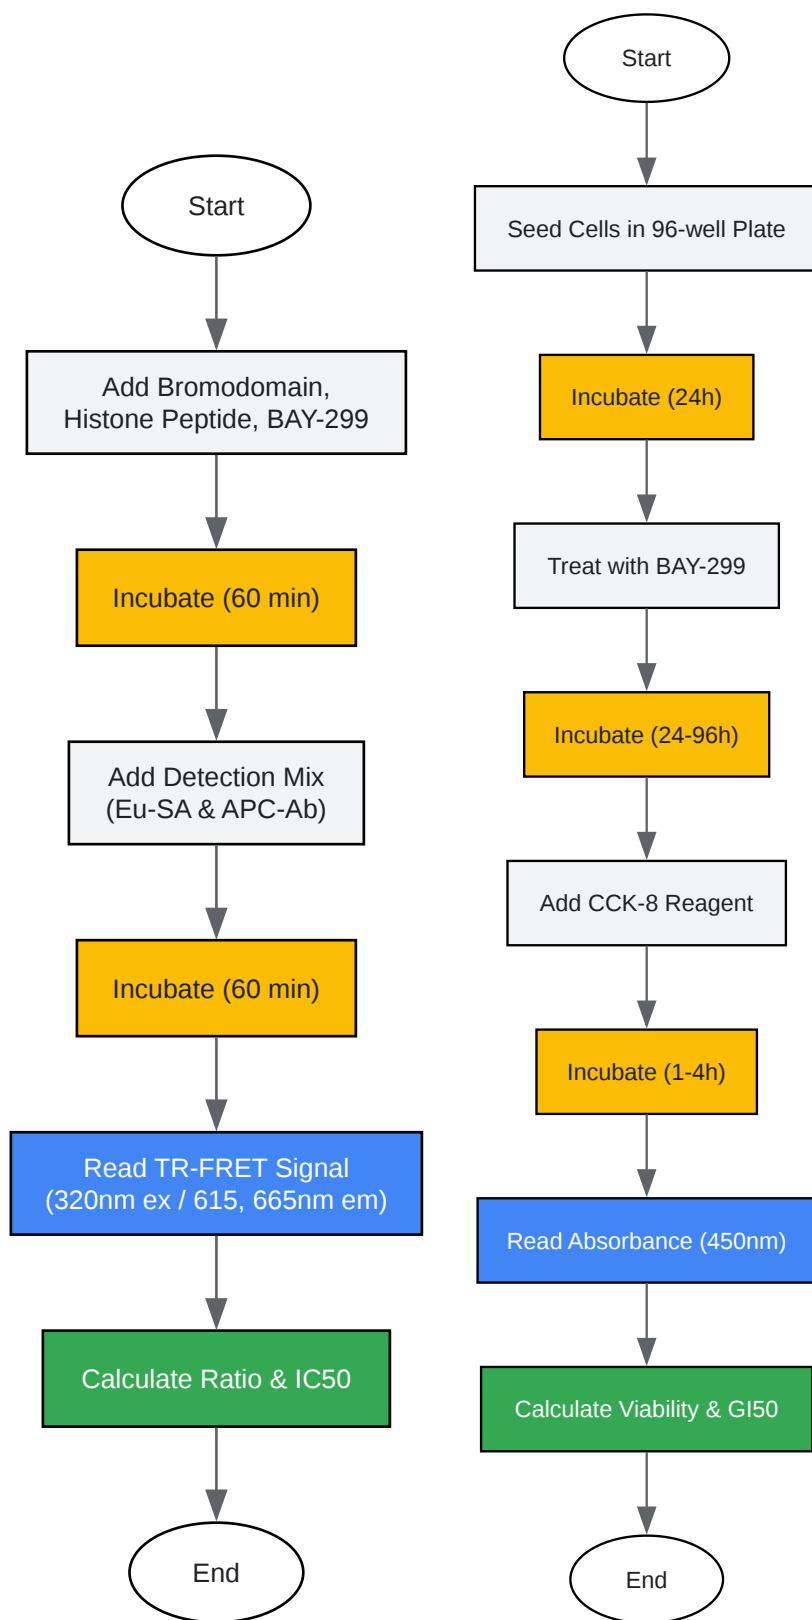 Start
Add Bromodomain,
Histone Peptide, BAY-299
Incubate (60 min)
Add Detection Mix
(Eu-SA & APC-Ab)
Incubate (60 min)
Read TR-FRET Signal
(320nm ex / 615, 665nm em)
Calculate Ratio & IC50
End
Start
Seed Cells in 96-well Plate
Incubate (24h)
Treat with BAY-299
Incubate (24-96h)
Add CCK-8 Reagent
Incubate (1-4h)
Read Absorbance (450nm)
Calculate Viability & GI50
End